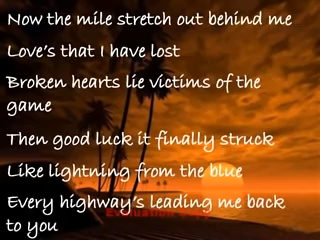 Now the mile stretch out behind me
Love's that I have lost
Broken hearts lie victims of the
game
Then good luck it finally struck
Like lightning from the blue
Every highway's leading me back
to you